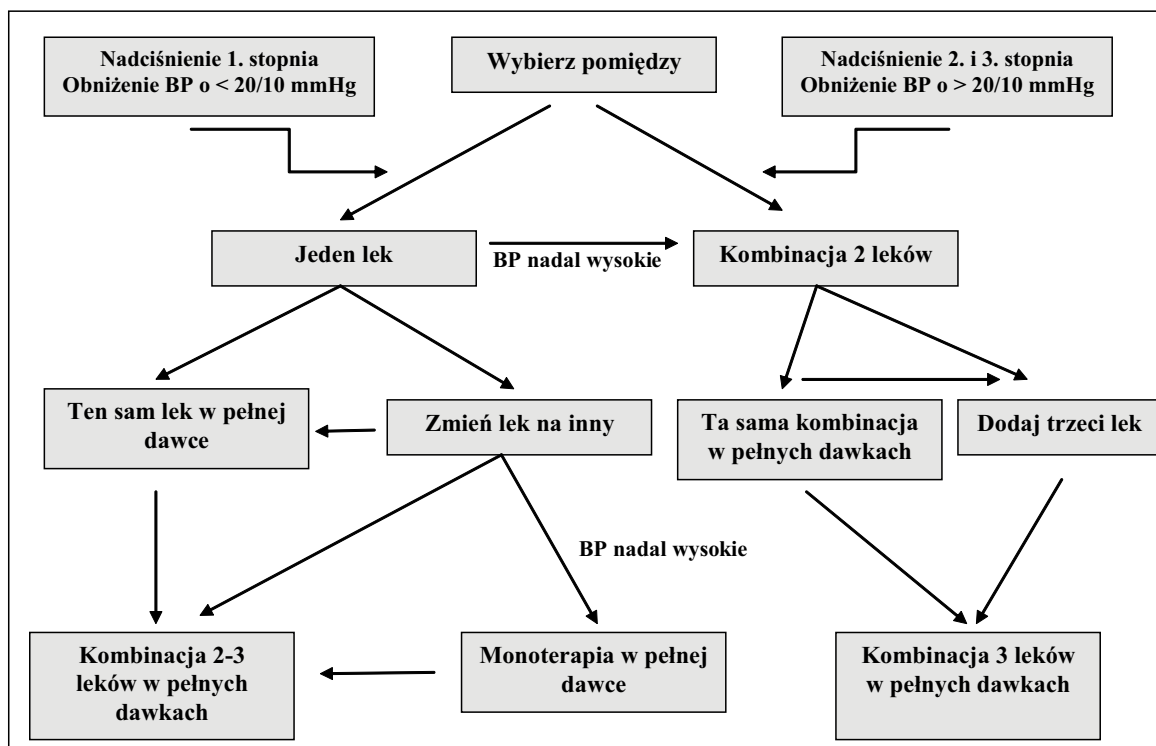 Nadciśnienie 1. stopnia
Obniżenie BP o < 20/10 mmHg
Wybierz pomiędzy
Nadciśnienie 2. i 3. stopnia
Obniżenie BP o > 20/10 mmHg
Jeden lek
BP nadal wysokie
Kombinacja 2 leków
Ten sam lek w pełnej
dawce
Zmień lek na inny
Ta sama kombinacja
w pełnych dawkach
Dodaj trzeci lek
BP nadal wysokie
Kombinacja 2-3
leków w pełnych
dawkach
Monoterapia w pełnej
dawce
Kombinacja 3 leków
w pełnych dawkach